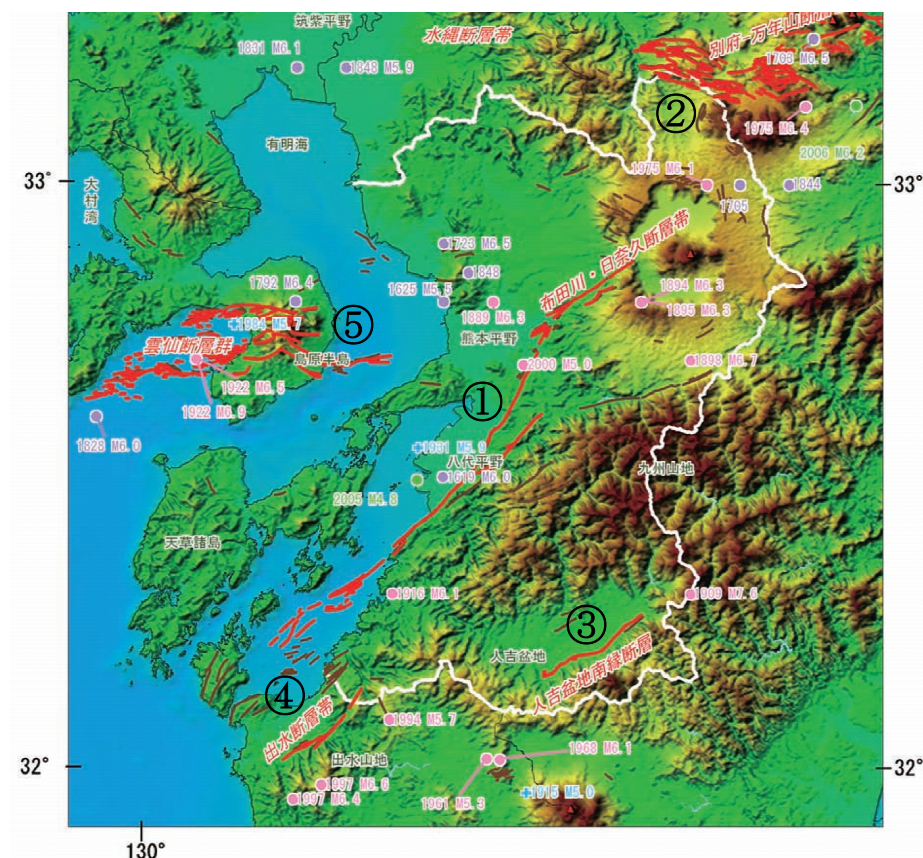 筑紫平野
水縄断層帯
別府-万年山断層帯
1831 M6.1
1848 M5.9
1703 M6.5
②
1975 M6.4
2006 M6.2
有明海
33°
33°
大村湾
1975 M6.1
1705
1844
1723 M6.5
1848
布田川・日奈久断層帯
1792 M6.4
1625 M5.5
1894 M6.3
1895 M6.3
1889 M6.3
⑤
1984 M5.7
熊本平野
雲仙断層群
島原半島
2000 M5.0
1898 M6.7
1922 M6.5
1922 M6.9
①
1828 M6.0
1931 M5.9
八代平野
九州山地
1619 M6.0
2005 M4.8
天草諸島
1916 M6.1
1909 M7.6
③
人吉盆地
人吉盆地南縁断層
④
出水断層帯
1994 M5.7
出水山地
1968 M6.1
32°
32°
1997 M6.6
1997 M6.4
1961 M5.3
1915 M5.0
130°